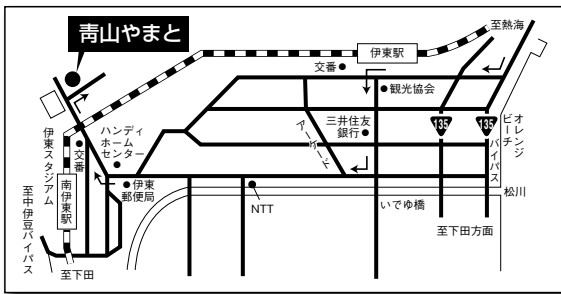 青山やまと
至熱海
伊東駅
交番
観光協会
三井住友
銀行
アーケード
135
135
バイパス
オレンジ
ビーチ
ハンディ
ホーム
センター
交番
伊東スタジアム
南伊東駅
至中伊豆バイパス
伊東
郵便局
NTT
いでゆ橋
松川
至下田方面
至下田